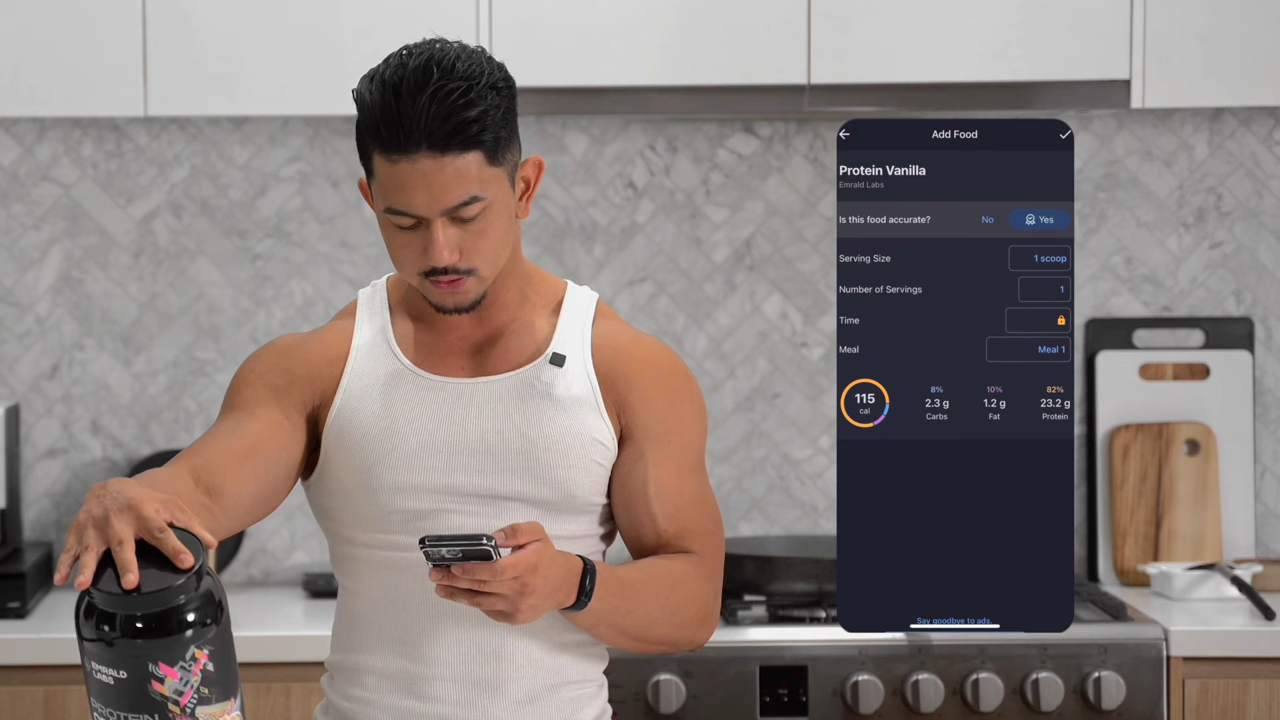 Add Food
Protein Vanilla
Emrald Labs
Is this food accurate?
No
Yes
Serving Size
1 scoop
Number of Servings
1
Time
Meal
Meal 1
115
cal
8%
2.3 g
Carbs
10%
1.2 g
Fat
82%
23.2 g
Protein
Say goodbye to ads.
EMRALD
LABS
PROTEIN